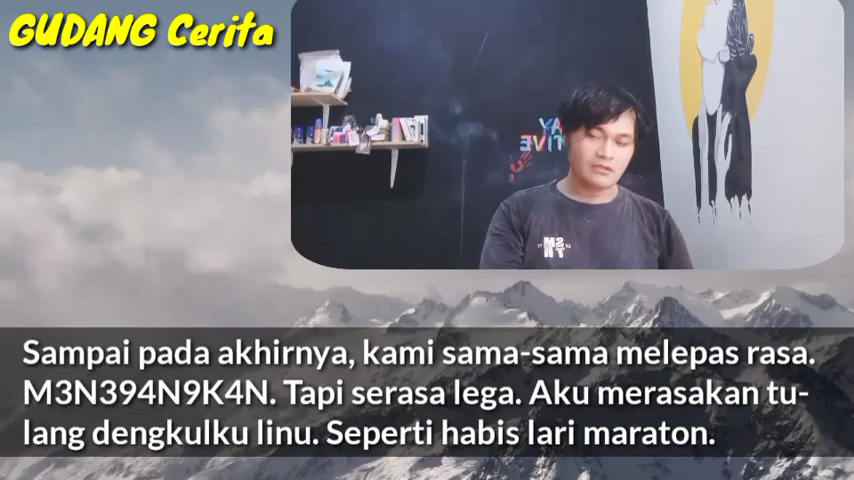 GUDANG Cerita
Sampai pada akhirnya, kami sama-sama melepas rasa.
M3N394N9K4N. Tapi serasa lega. Aku merasakan tu-
lang dengkulku linu. Seperti habis lari maraton.